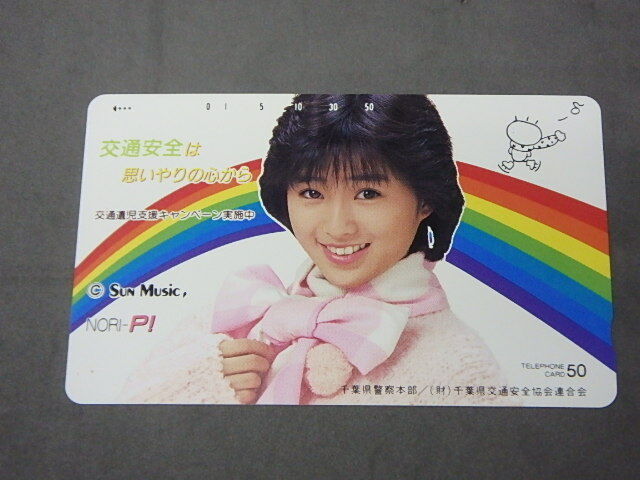 0 1 5 10 30 50
交通安全は
思いやりの心から
交通遺児支援キャンペーン実施中
© SUN MUSIC,
NORI-P!
TELEPHONE
CARD 50
千葉県警察本部/(財)千葉県交通安全協会連合会